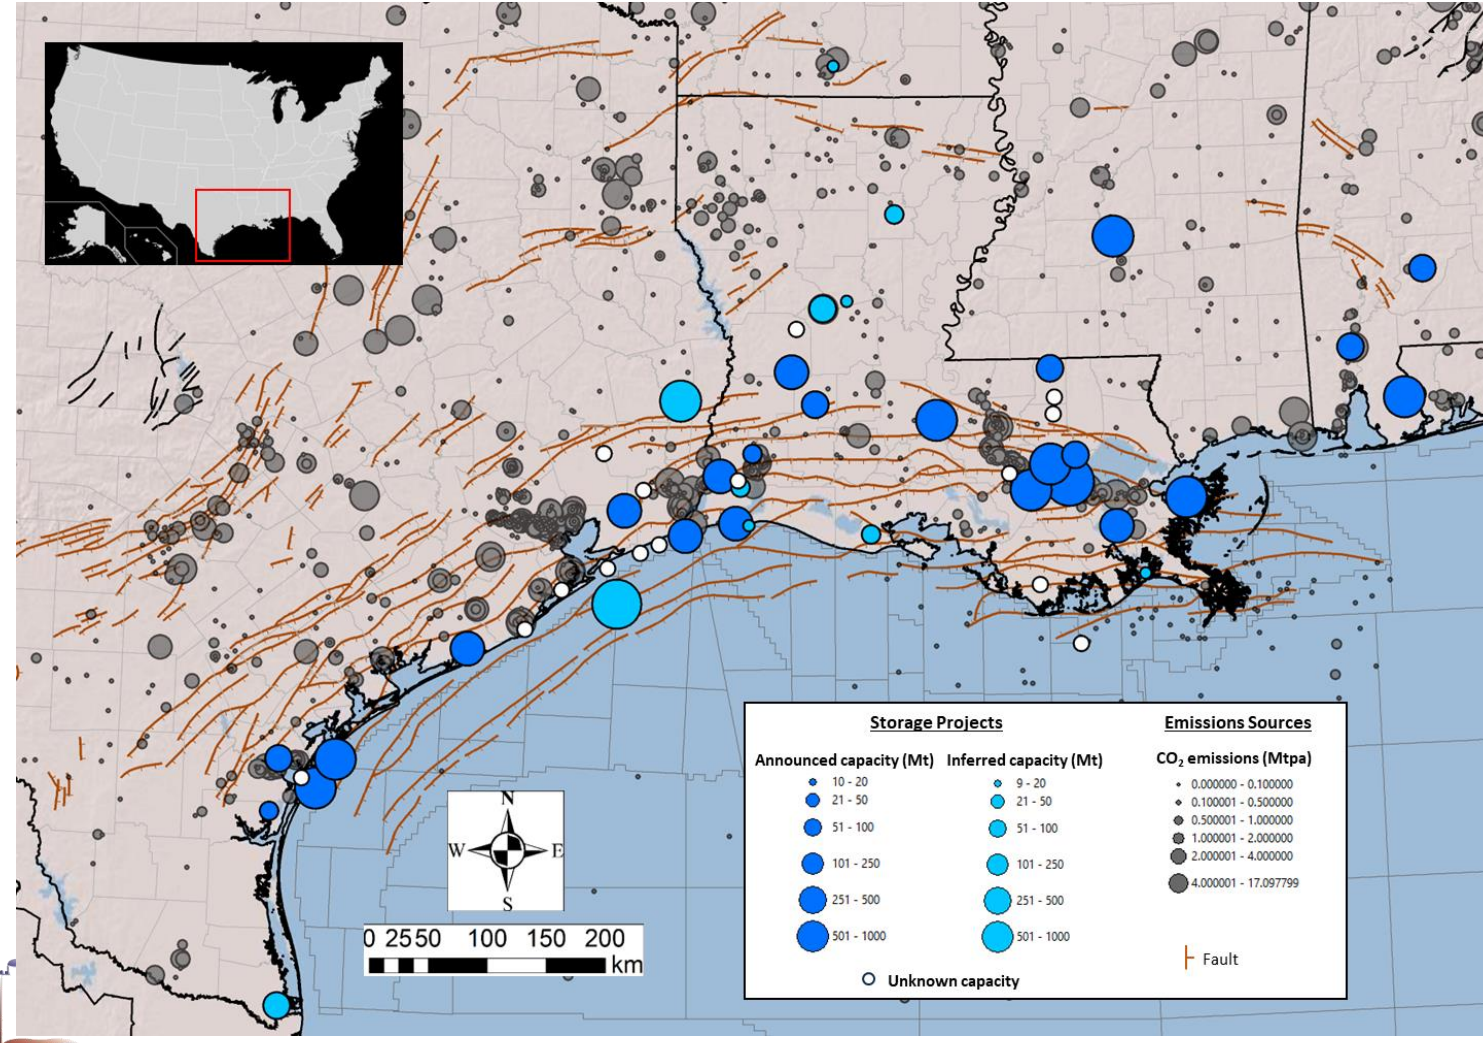 Storage Projects
Emissions Sources
Announced capacity (Mt)
Inferred capacity (Mt)
CO₂ emissions (Mtpa)
10 - 20
9 - 20
0.000000 - 0.100000
21 - 50
21 - 50
0.100001 - 0.500000
51 - 100
51 - 100
0.500001 - 1.000000
1.000001 - 2.000000
101 - 250
101 - 250
2.000001 - 4.000000
251 - 500
251 - 500
4.000001 - 17.097799
501 - 1000
501 - 1000
Fault
Unknown capacity
N
W
E
S
0 25 50 100 150 200
km